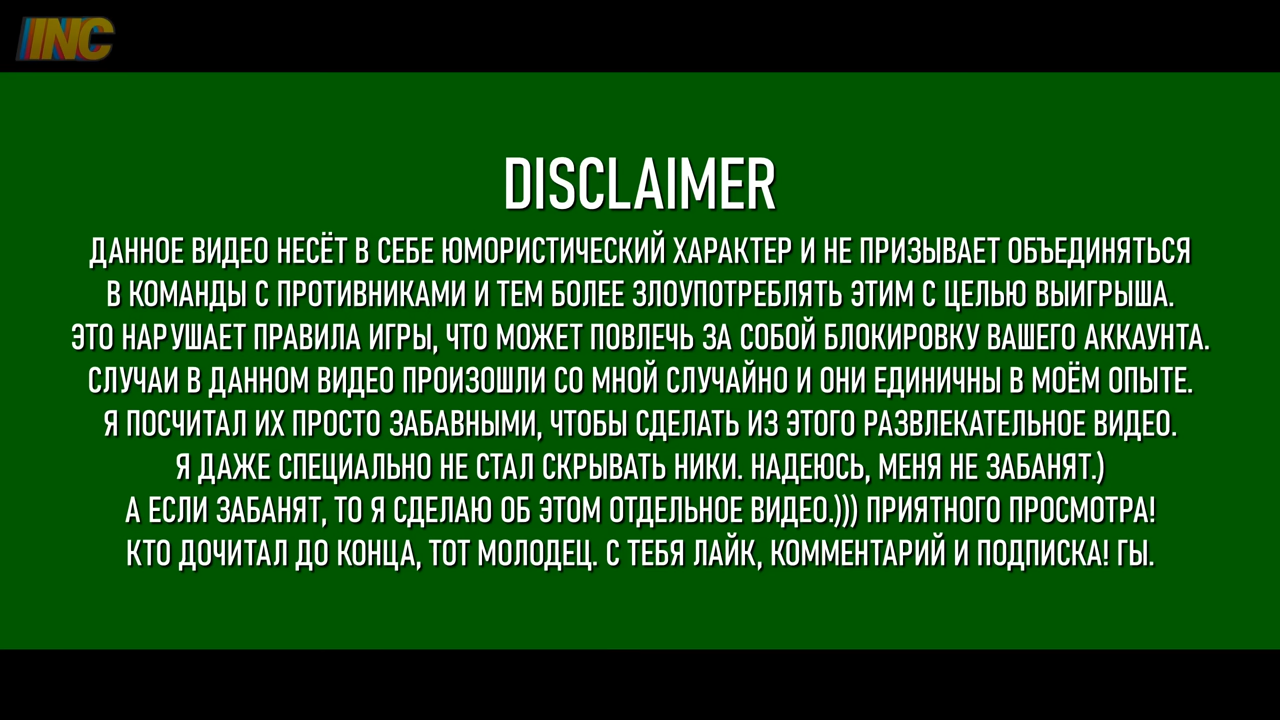 INC
DISCLAIMER
ДАННОЕ ВИДЕО НЕСЁТ В СЕБЕ ЮМОРИСТИЧЕСКИЙ ХАРАКТЕР И НЕ ПРИЗЫВАЕТ ОБЪЕДИНЯТЬСЯ
В КОМАНДЫ С ПРОТИВНИКАМИ И ТЕМ БОЛЕЕ ЗЛОУПОТРЕБЛЯТЬ ЭТИМ С ЦЕЛЬЮ ВЫИГРЫША.
ЭТО НАРУШАЕТ ПРАВИЛА ИГРЫ, ЧТО МОЖЕТ ПОВЛЕЧЬ ЗА СОБОЙ БЛОКИРОВКУ ВАШЕГО АККАУНТА.
СЛУЧАИ В ДАННОМ ВИДЕО ПРОИЗОШЛИ СО МНОЙ СЛУЧАЙНО И ОНИ ЕДИНИЧНЫ В МОЁМ ОПЫТЕ.
Я ПОСЧИТАЛ ИХ ПРОСТО ЗАБАВНЫМИ, ЧТОБЫ СДЕЛАТЬ ИЗ ЭТОГО РАЗВЛЕКАТЕЛЬНОЕ ВИДЕО.
Я ДАЖЕ СПЕЦИАЛЬНО НЕ СТАЛ СКРЫВАТЬ НИКИ. НАДЕЮСЬ, МЕНЯ НЕ ЗАБАНЯТ.)
А ЕСЛИ ЗАБАНЯТ, ТО Я СДЕЛАЮ ОБ ЭТОМ ОТДЕЛЬНОЕ ВИДЕО.))) ПРИЯТНОГО ПРОСМОТРА!
КТО ДОЧИТАЛ ДО КОНЦА, ТОТ МОЛОДЕЦ. С ТЕБЯ ЛАЙК, КОММЕНТАРИЙ И ПОДПИСКА! ГЫ.